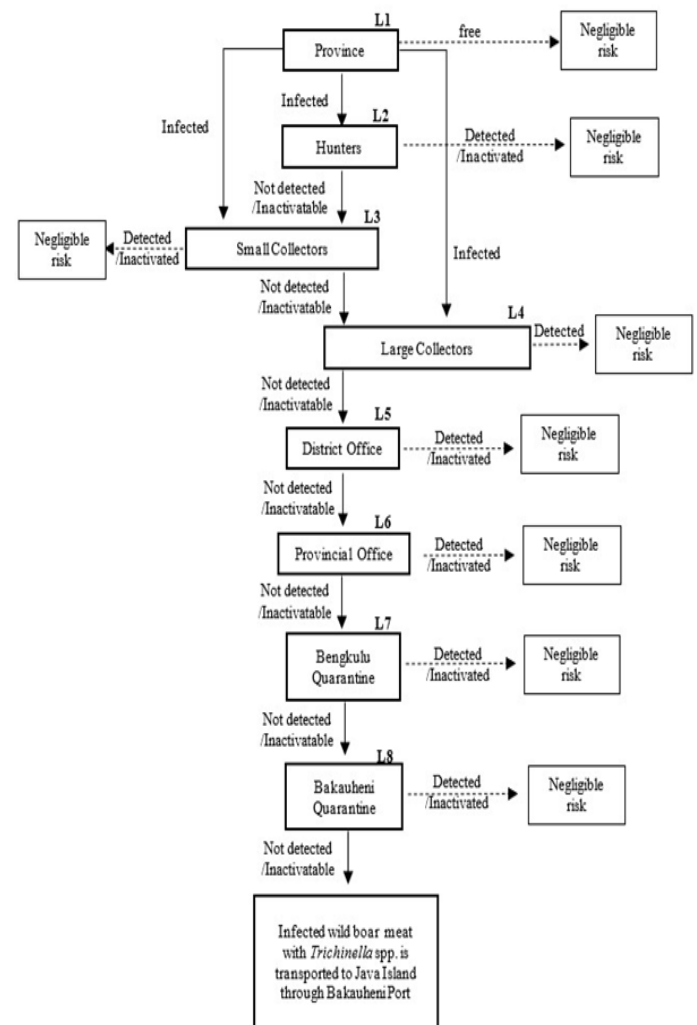 L1
Province
free
Negligible
risk
Infected
Infected
L2
Hunters
Detected
/Inactivated
Negligible
risk
Not detected
/Inactivatable
L3
Small Collectors
Detected
/Inactivated
Negligible
risk
Infected
Not detected
/Inactivatable
L4
Large Collectors
Detected
Negligible
risk
Not detected
/Inactivatable
L5
District Office
Detected
/Inactivated
Negligible
risk
Not detected
/Inactivatable
L6
Provincial Office
Detected
/Inactivated
Negligible
risk
Not detected
/Inactivatable
L7
Bengkulu
Quarantine
Detected
/Inactivated
Negligible
risk
Not detected
/Inactivatable
L8
Bakauheni
Quarantine
Detected
/Inactivated
Negligible
risk
Not detected
/Inactivatable
Infected wild boar meat
with Trichinella spp. is
transported to Java Island
through Bakauheni Port